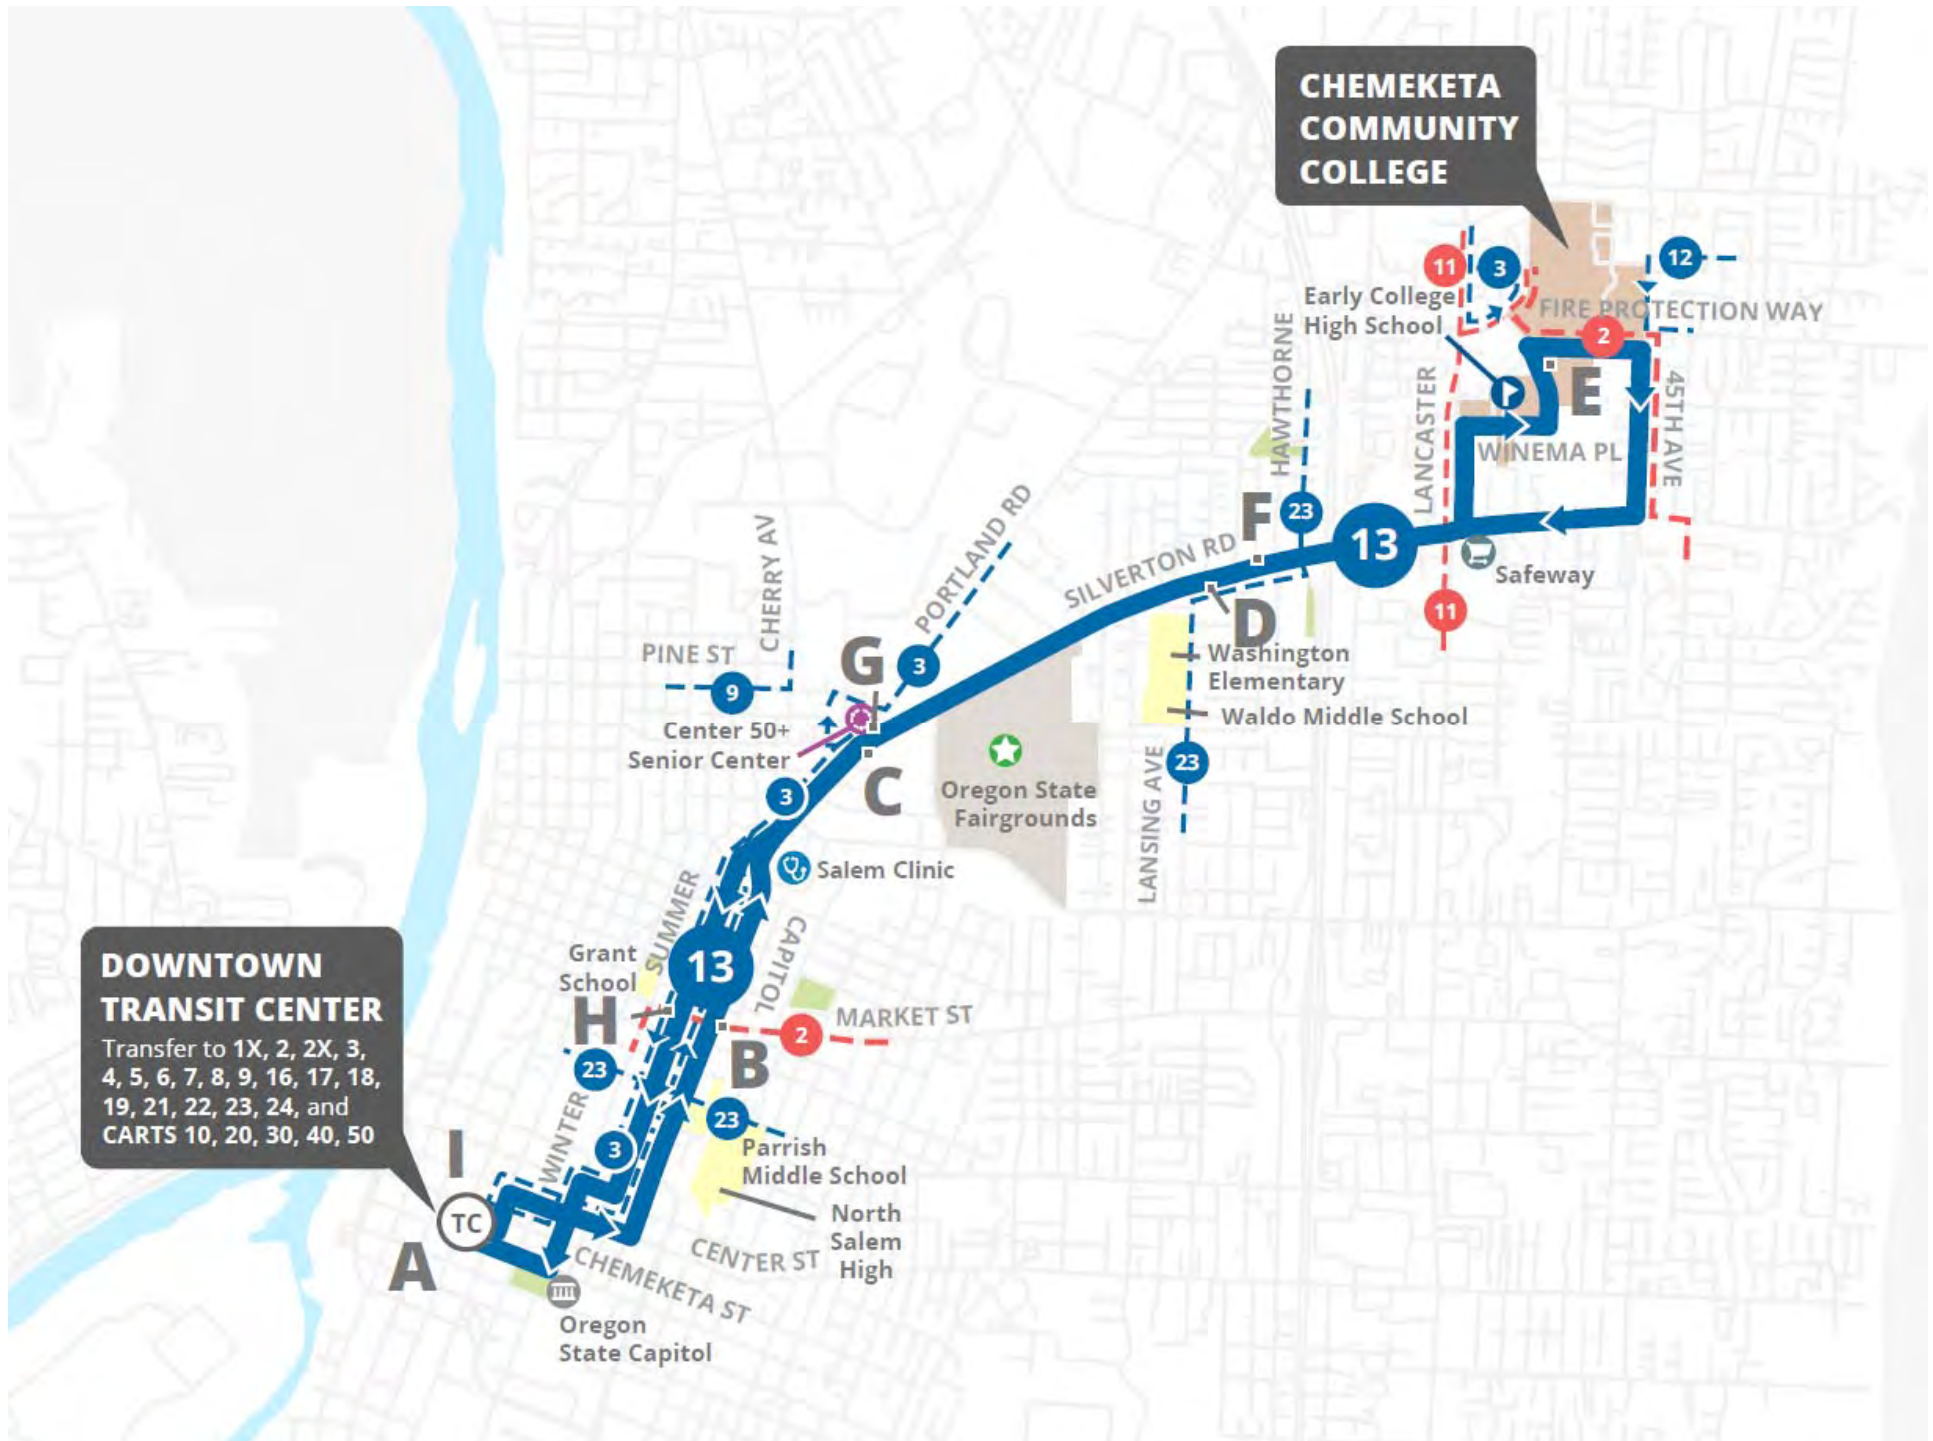 CHEMEKETA
COMMUNITY
COLLEGE
11
3
12
Early College
High School
FIRE PROTECTION WAY
2
E
HAWTHORNE
LANCASTER
45TH AVE
WINEMA PL
F
23
13
SILVERTON RD
Safeway
11
CHERRY AV
PORTLAND RD
PINE ST
9
G
3
D
Washington
Elementary
Waldo Middle School
Center 50+
Senior Center
C
3
Oregon State
Fairgrounds
LANSING AVE
23
Salem Clinic
SUMMER
CAPITOL
Grant
School
13
H
MARKET ST
2
B
23
23
WINTER
3
Parrish
Middle School
North
Salem
High
DOWNTOWN
TRANSIT CENTER
Transfer to 1X, 2, 2X, 3,
4, 5, 6, 7, 8, 9, 16, 17, 18,
19, 21, 22, 23, 24, and
CARTS 10, 20, 30, 40, 50
I
TC
A
CENTER ST
CHEMEKETA ST
Oregon
State Capitol